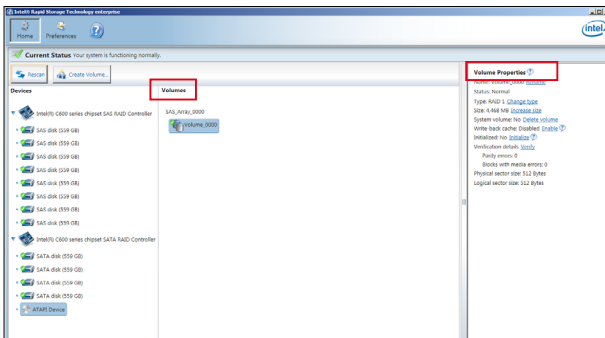 Intel® Rapid Storage Technology enterprise
Home
Preferences
intel
Current Status Your system is functioning normally.
Rescan
Create Volume...
Devices
Intel(R) C600 series chipset SAS RAID Controller
SAS disk (559 GB)
SAS disk (559 GB)
SAS disk (559 GB)
SAS disk (559 GB)
SAS disk (559 GB)
SAS disk (559 GB)
SAS disk (559 GB)
SAS disk (559 GB)
Intel(R) C600 series chipset SATA RAID Controller
SATA disk (559 GB)
SATA disk (559 GB)
SATA disk (559 GB)
SATA disk (559 GB)
ATAPI Device
Volumes
SAS_Array_0000
Volume_0000
Volume Properties
Name: Volume_0000 Rename
Status: Normal
Type: RAID 1 Change type
Size: 4,468 MB Increase size
System volume: No Delete volume
Write-back cache: Disabled Enable
Initialized: No Initialize
Verification details Verify
Parity errors: 0
Blocks with media errors: 0
Physical sector size: 512 Bytes
Logical sector size: 512 Bytes